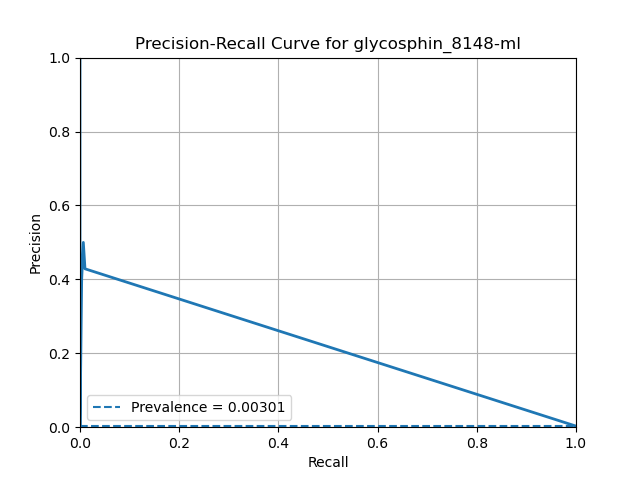 Precision-Recall Curve for glycosphin_8148-ml
1.0
0.8
0.6
0.4
0.2
0.0
Precision
Prevalence = 0.00301
0.0 0.2 0.4 0.6 0.8 1.0
Recall